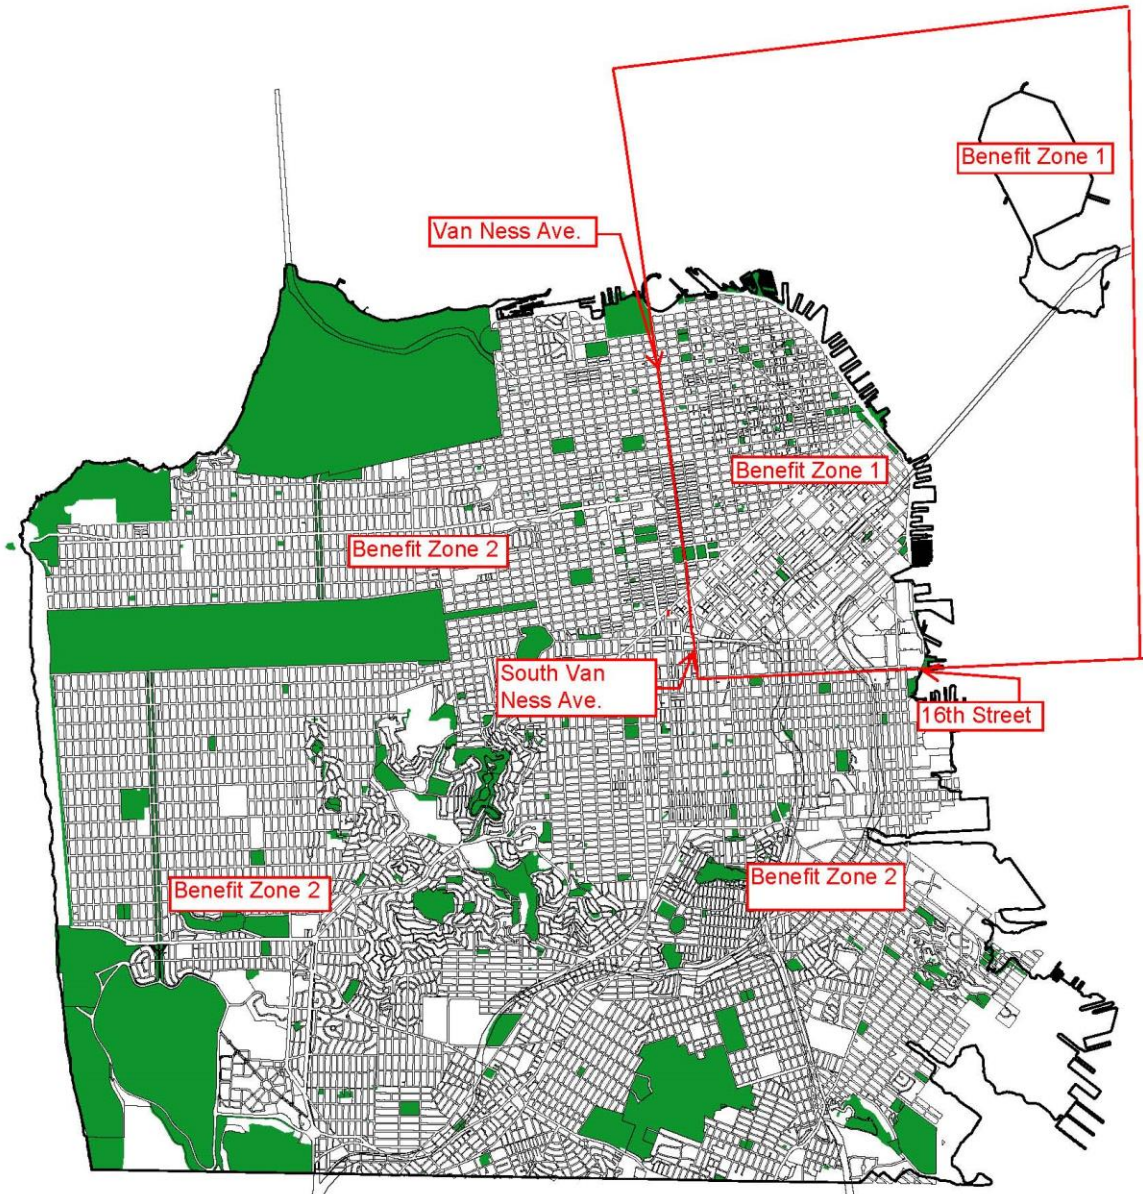 Benefit Zone 1
Van Ness Ave.
Benefit Zone 1
Benefit Zone 2
South Van
Ness Ave.
16th Street
Benefit Zone 2
Benefit Zone 2